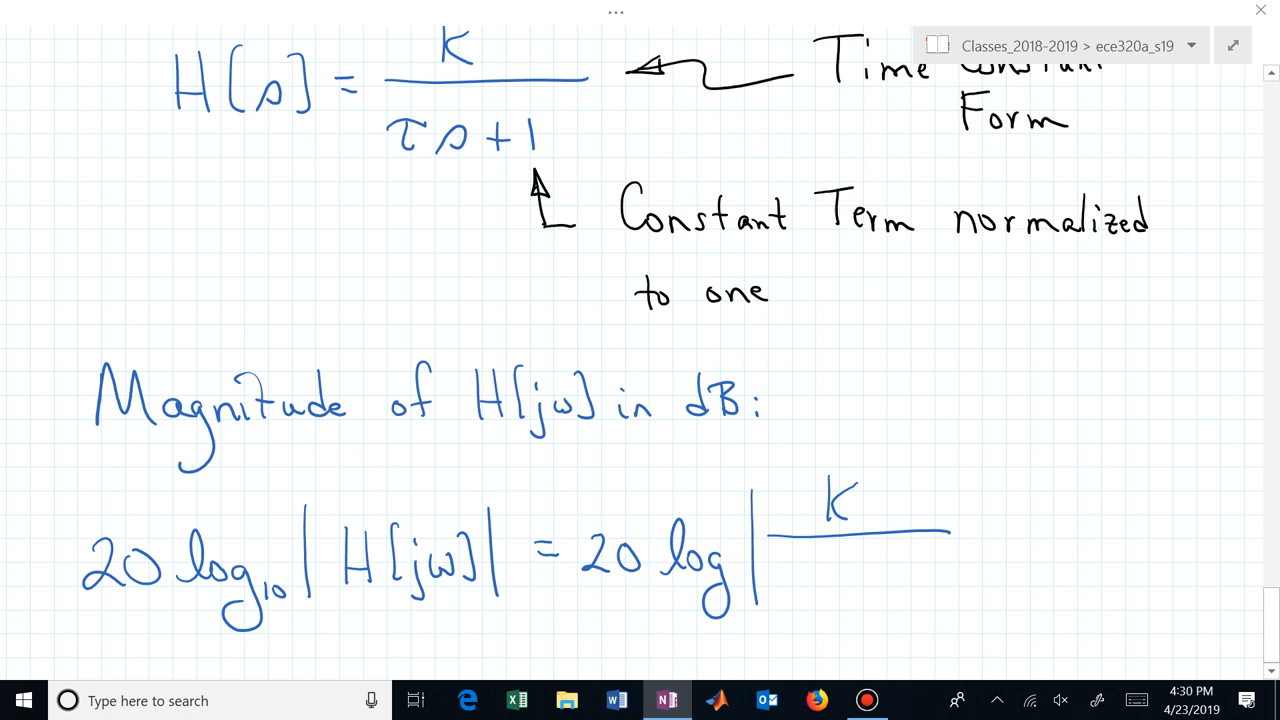 Classes_2018-2019 > ece320a_s19
H[s] = K / τs+1
Time Constant
Form
Constant Term normalized
to one
Magnitude of H[jω] in dB:
20 log₁₀ | H[jω] | = 20 log | K
Type here to search
4:30 PM
4/23/2019